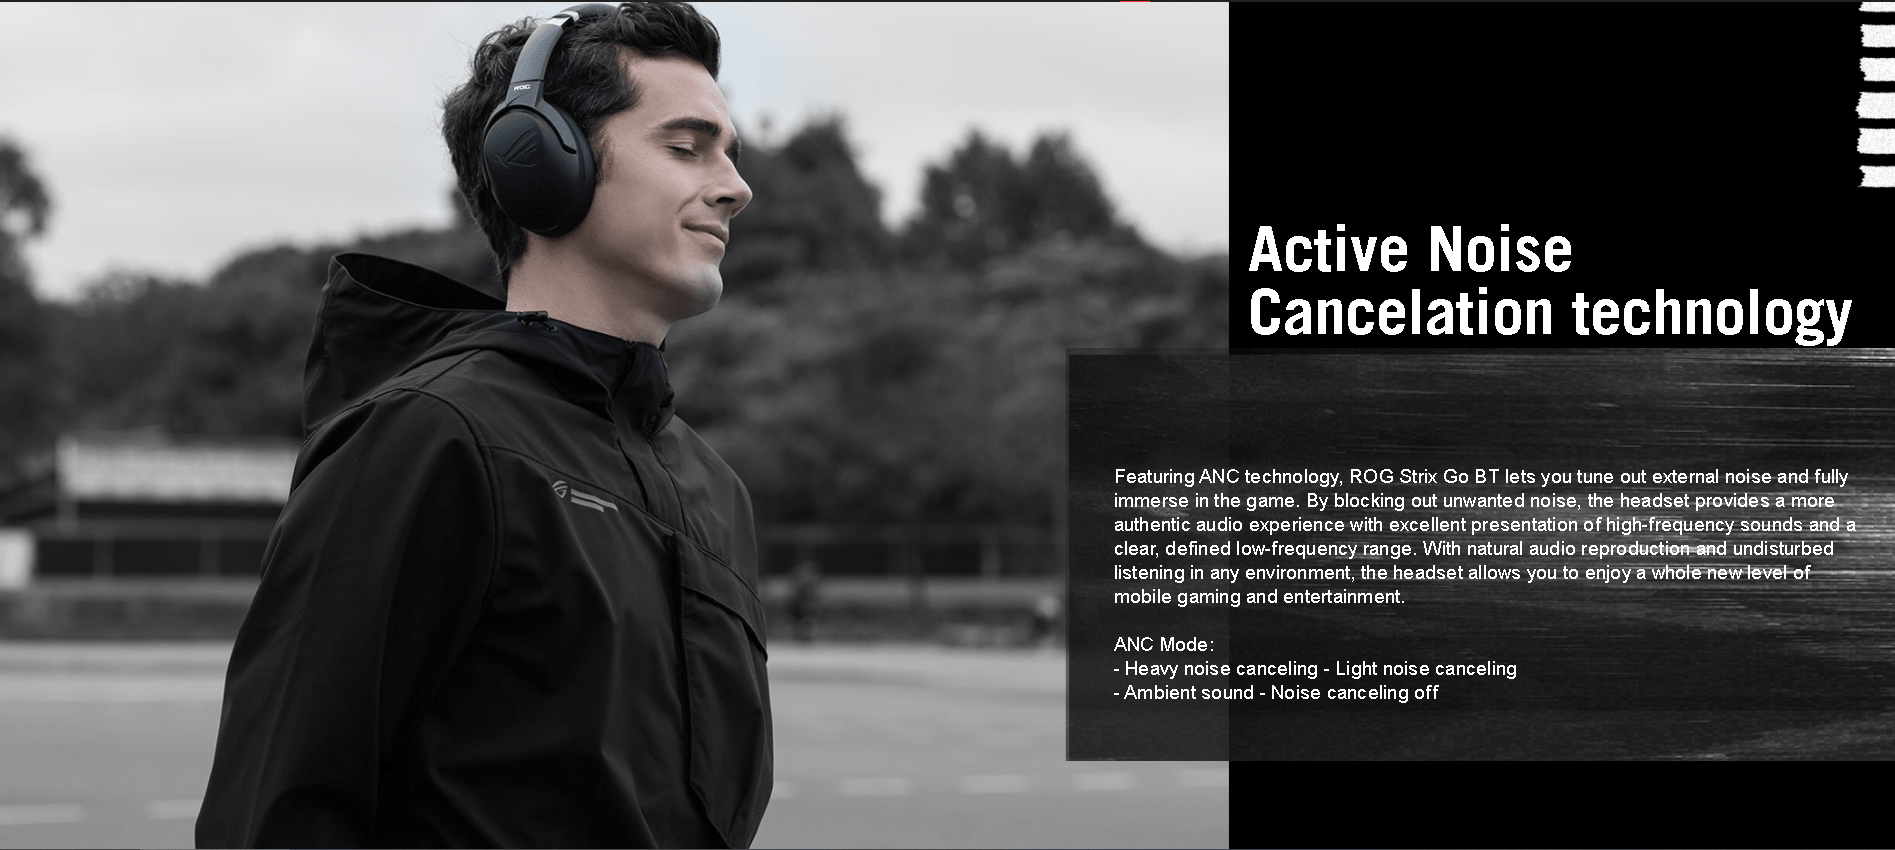 ROG
Active Noise
Cancelation technology
Featuring ANC technology, ROG Strix Go BT lets you tune out external noise and fully
immerse in the game. By blocking out unwanted noise, the headset provides a more
authentic audio experience with excellent presentation of high-frequency sounds and a
clear, defined low-frequency range. With natural audio reproduction and undisturbed
listening in any environment, the headset allows you to enjoy a whole new level of
mobile gaming and entertainment.
ANC Mode:
- Heavy noise canceling - Light noise canceling
- Ambient sound - Noise canceling off